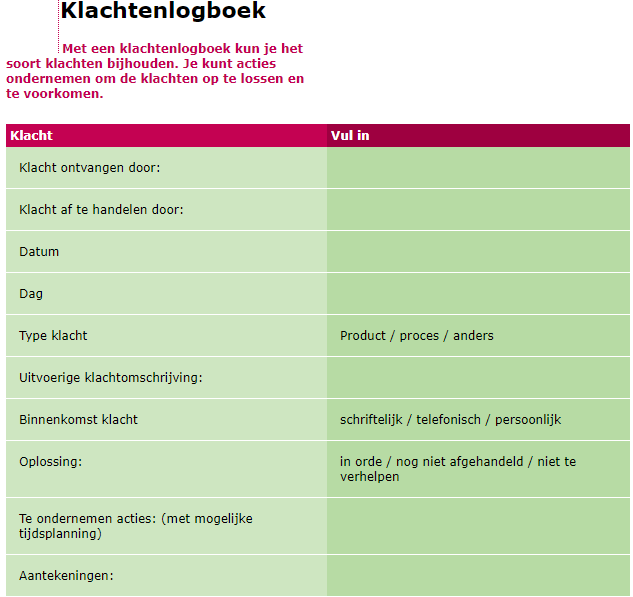 Klachtenlogboek
Met een klachtenlogboek kun je het
soort klachten bijhouden. Je kunt acties
ondernemen om de klachten op te lossen en
te voorkomen.
Klacht Vul in
Klacht ontvangen door:
Klacht af te handelen door:
Datum
Dag
Type klacht Product / proces / anders
Uitvoerige klachtomschrijving:
Binnenkomst klacht schriftelijk / telefonisch / persoonlijk
Oplossing: in orde / nog niet afgehandeld / niet te
verhelpen
Te ondernemen acties: (met mogelijke
tijdsplanning)
Aantekeningen: